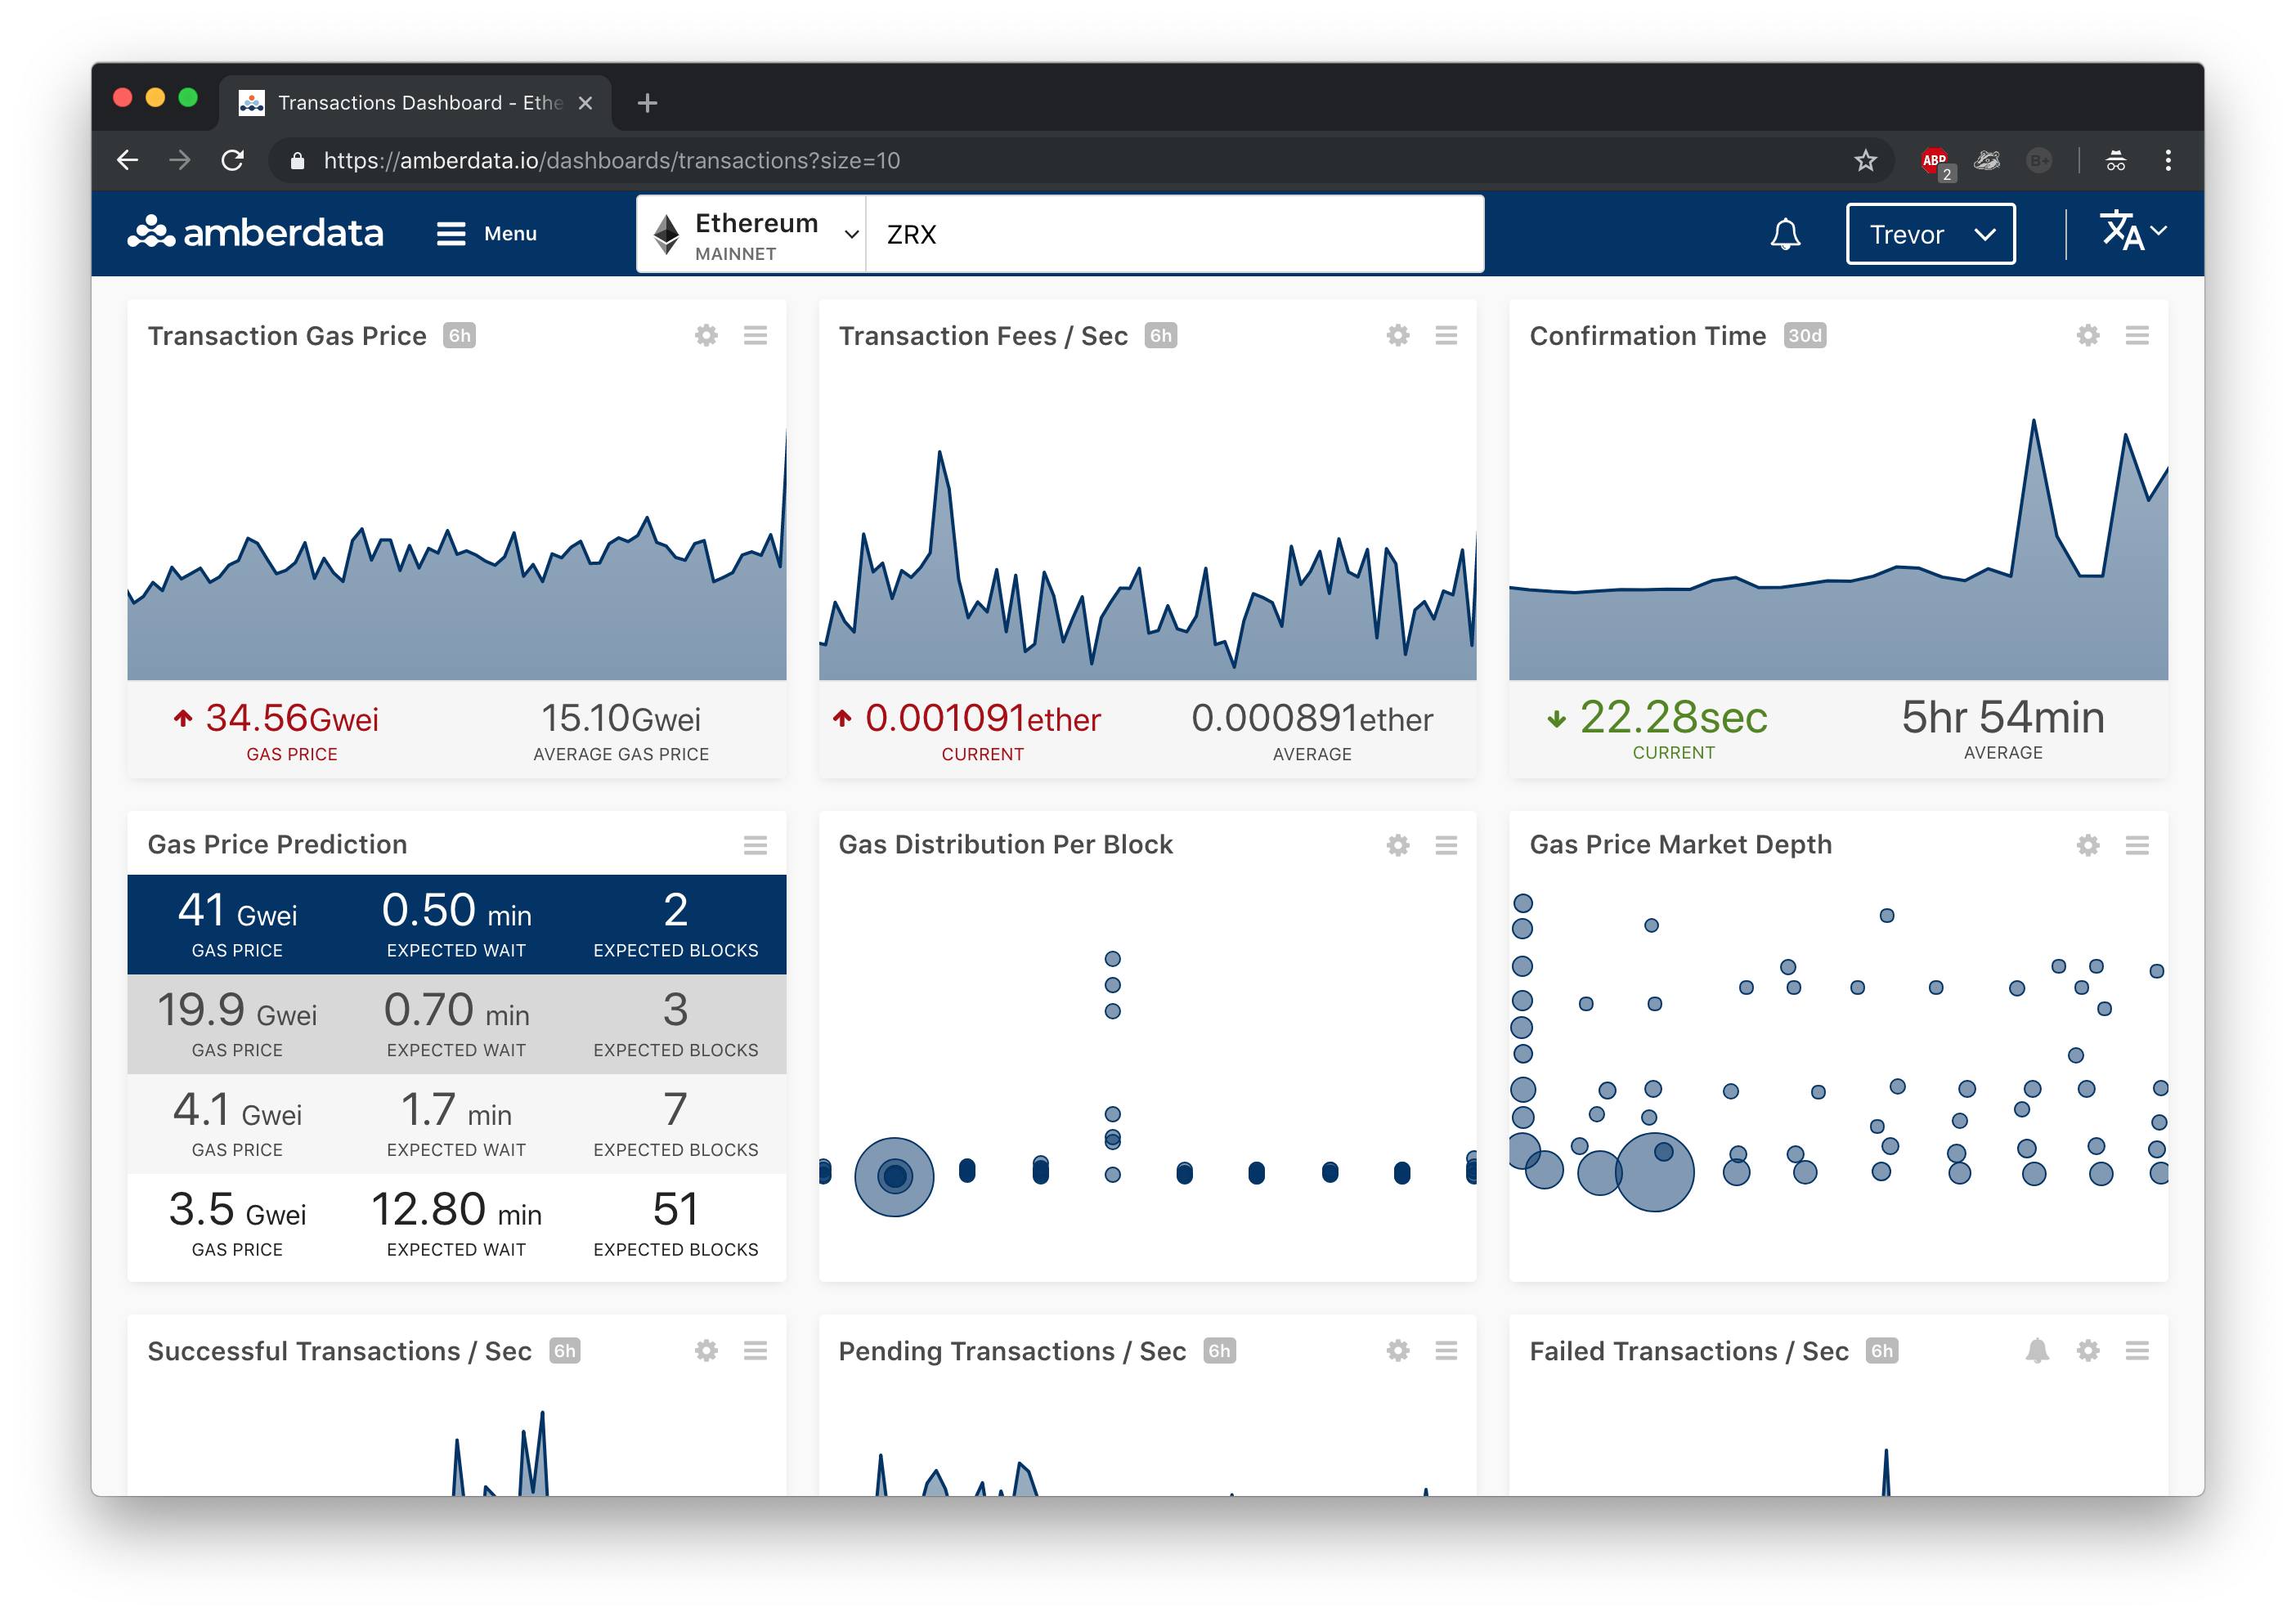 Transactions Dashboard - Ethe
https://amberdata.io/dashboards/transactions?size=10
ABP
2
B+
amberdata
Menu
Ethereum
MAINNET
ZRX
Trevor
Transaction Gas Price 6h
34.56Gwei
GAS PRICE
15.10Gwei
AVERAGE GAS PRICE
Transaction Fees / Sec 6h
0.001091ether
CURRENT
0.000891ether
AVERAGE
Confirmation Time 30d
22.28sec
CURRENT
5hr 54min
AVERAGE
Gas Price Prediction
41 Gwei 0.50 min 2
GAS PRICE EXPECTED WAIT EXPECTED BLOCKS
19.9 Gwei 0.70 min 3
GAS PRICE EXPECTED WAIT EXPECTED BLOCKS
4.1 Gwei 1.7 min 7
GAS PRICE EXPECTED WAIT EXPECTED BLOCKS
3.5 Gwei 12.80 min 51
GAS PRICE EXPECTED WAIT EXPECTED BLOCKS
Gas Distribution Per Block
Gas Price Market Depth
Successful Transactions / Sec 6h
Pending Transactions / Sec 6h
Failed Transactions / Sec 6h